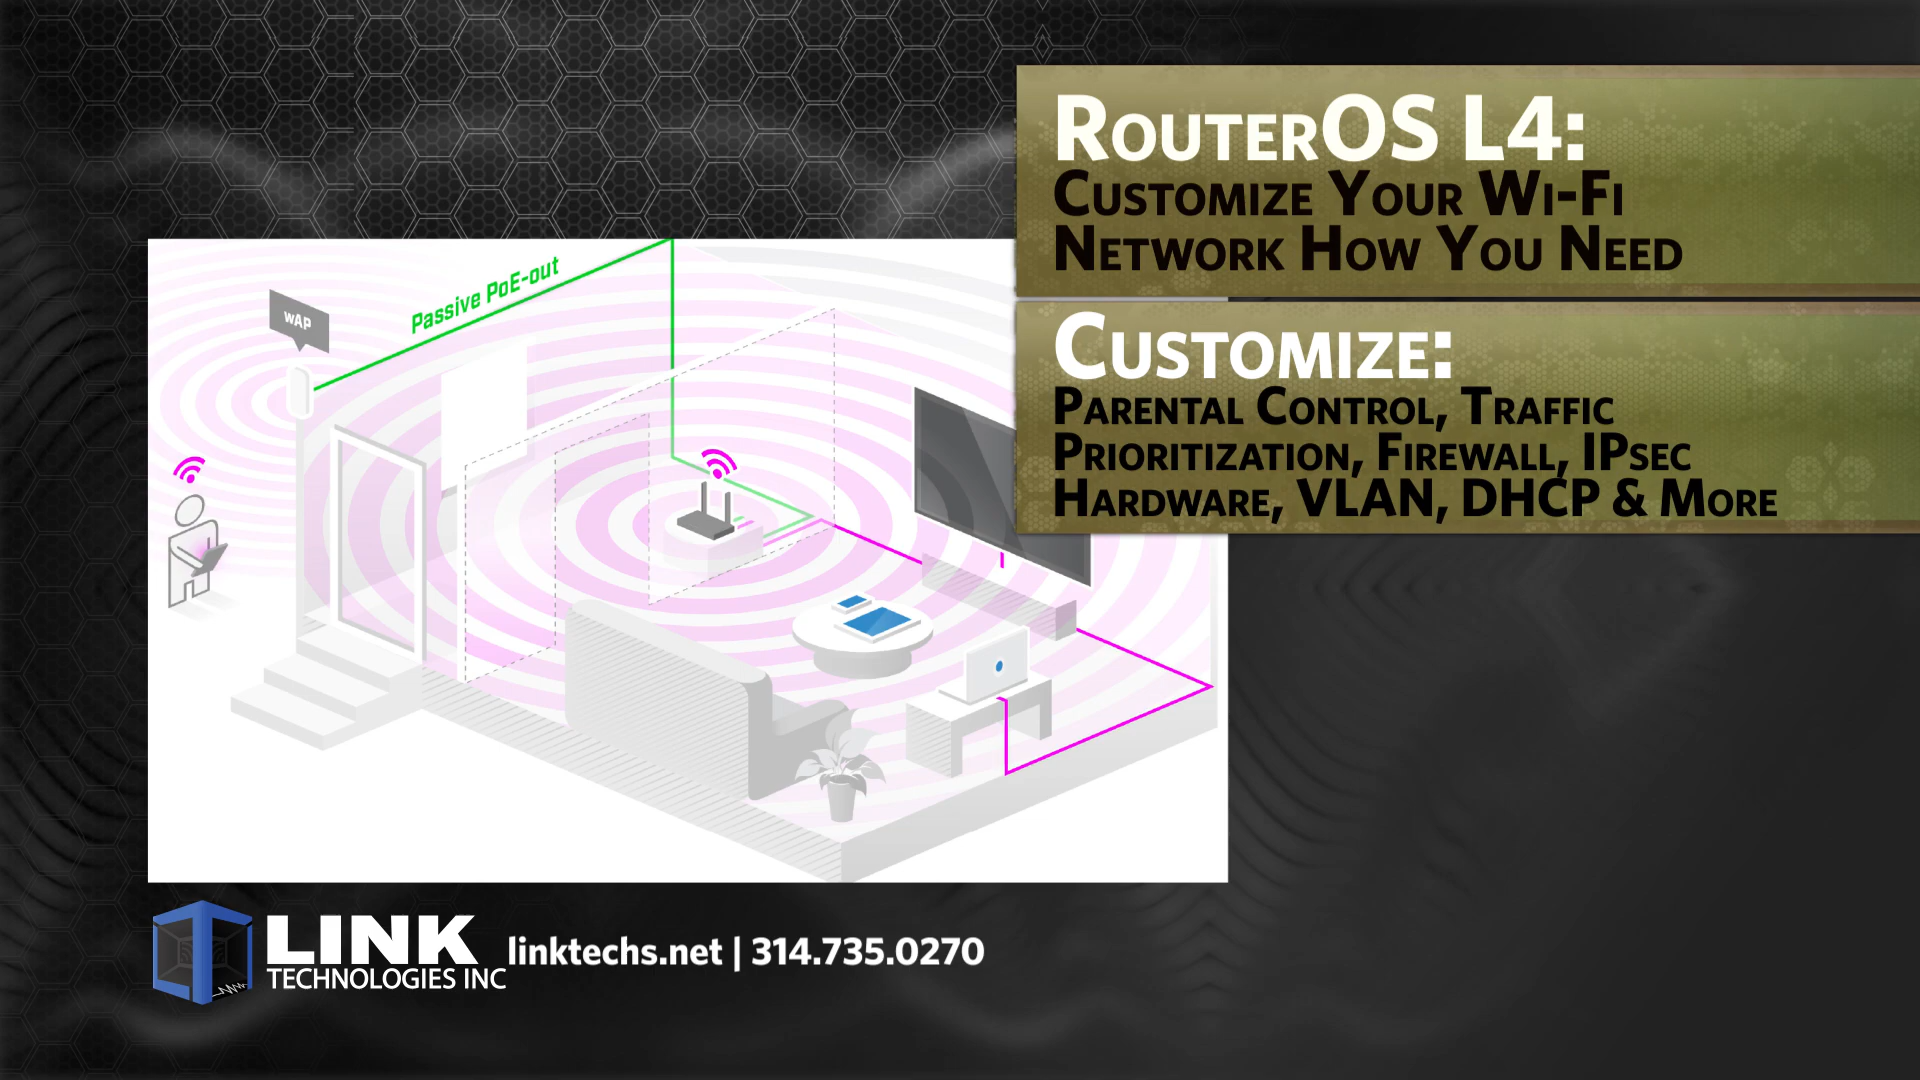 RouterOS L4:
Customize Your Wi-Fi
Network How You Need
Customize:
Parental Control, Traffic
Prioritization, Firewall, IPsec
Hardware, VLAN, DHCP & More
Passive PoE-out
wAP
LINK
TECHNOLOGIES INC
linktechs.net | 314.735.0270